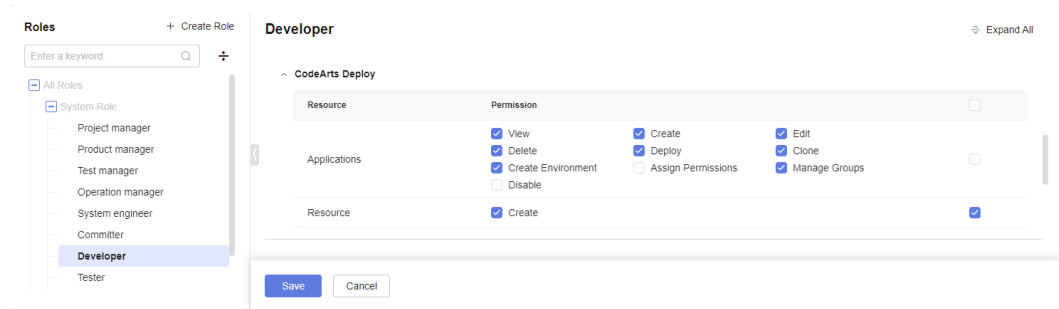 Roles
+ Create Role
Enter a keyword.
All Roles
System Role
Project manager
Product manager
Test manager
Operation manager
System engineer
Committer
Developer
Tester
Developer
Expand All
CodeArts Deploy
Resource Permission
Applications
View Create Edit
Delete Deploy Clone
Create Environment Assign Permissions Manage Groups
Disable
Resource Create
Save Cancel